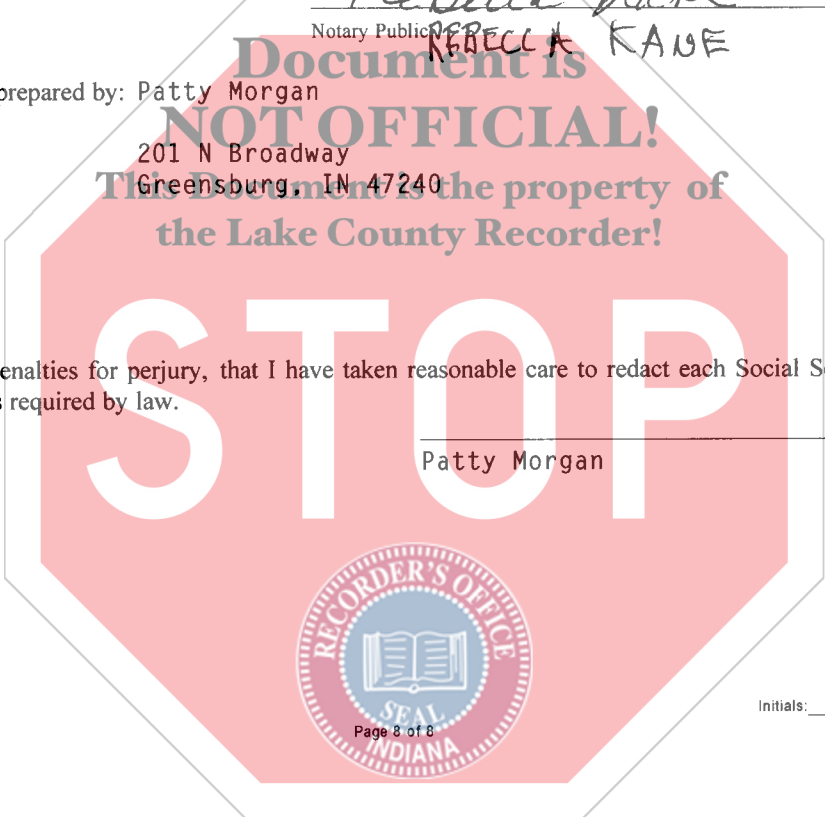 Notary Public REBECCA KANE
Document is
prepared by: Patty Morgan
NOT OFFICIAL!
201 N Broadway
Greensburg, IN 47240
This Document is the property of
the Lake County Recorder!
STOP
enalties for perjury, that I have taken reasonable care to redact each Social S
s required by law.
Patty Morgan
RECORDER'S OFFICE
SEAL
INDIANA
Initials:
Page 8 of 8